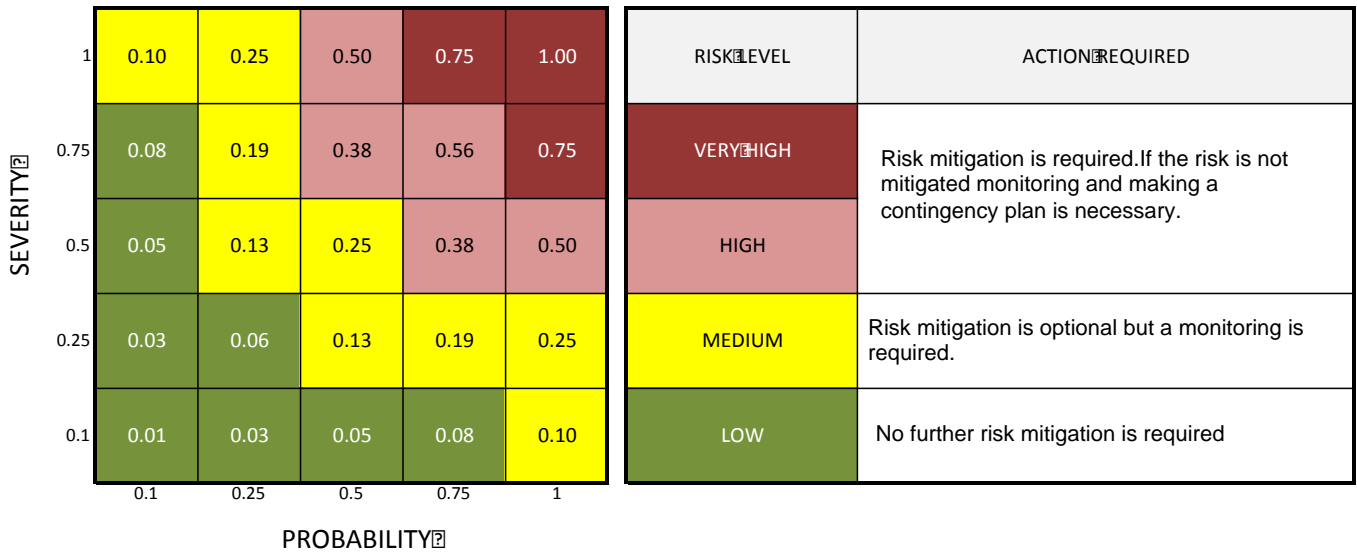 1 0.10 0.25 0.50 0.75 1.00
0.75 0.08 0.19 0.38 0.56 0.75
0.5 0.05 0.13 0.25 0.38 0.50
0.25 0.03 0.06 0.13 0.19 0.25
0.1 0.01 0.03 0.05 0.08 0.10
0.1 0.25 0.5 0.75 1
SEVERITY⍰
PROBABILITY⍰
RISK⍰LEVEL ACTION⍰REQUIRED
VERY⍰HIGH
Risk mitigation is required.If the risk is not
mitigated monitoring and making a
contingency plan is necessary.
HIGH
MEDIUM
Risk mitigation is optional but a monitoring is
required.
LOW
No further risk mitigation is required